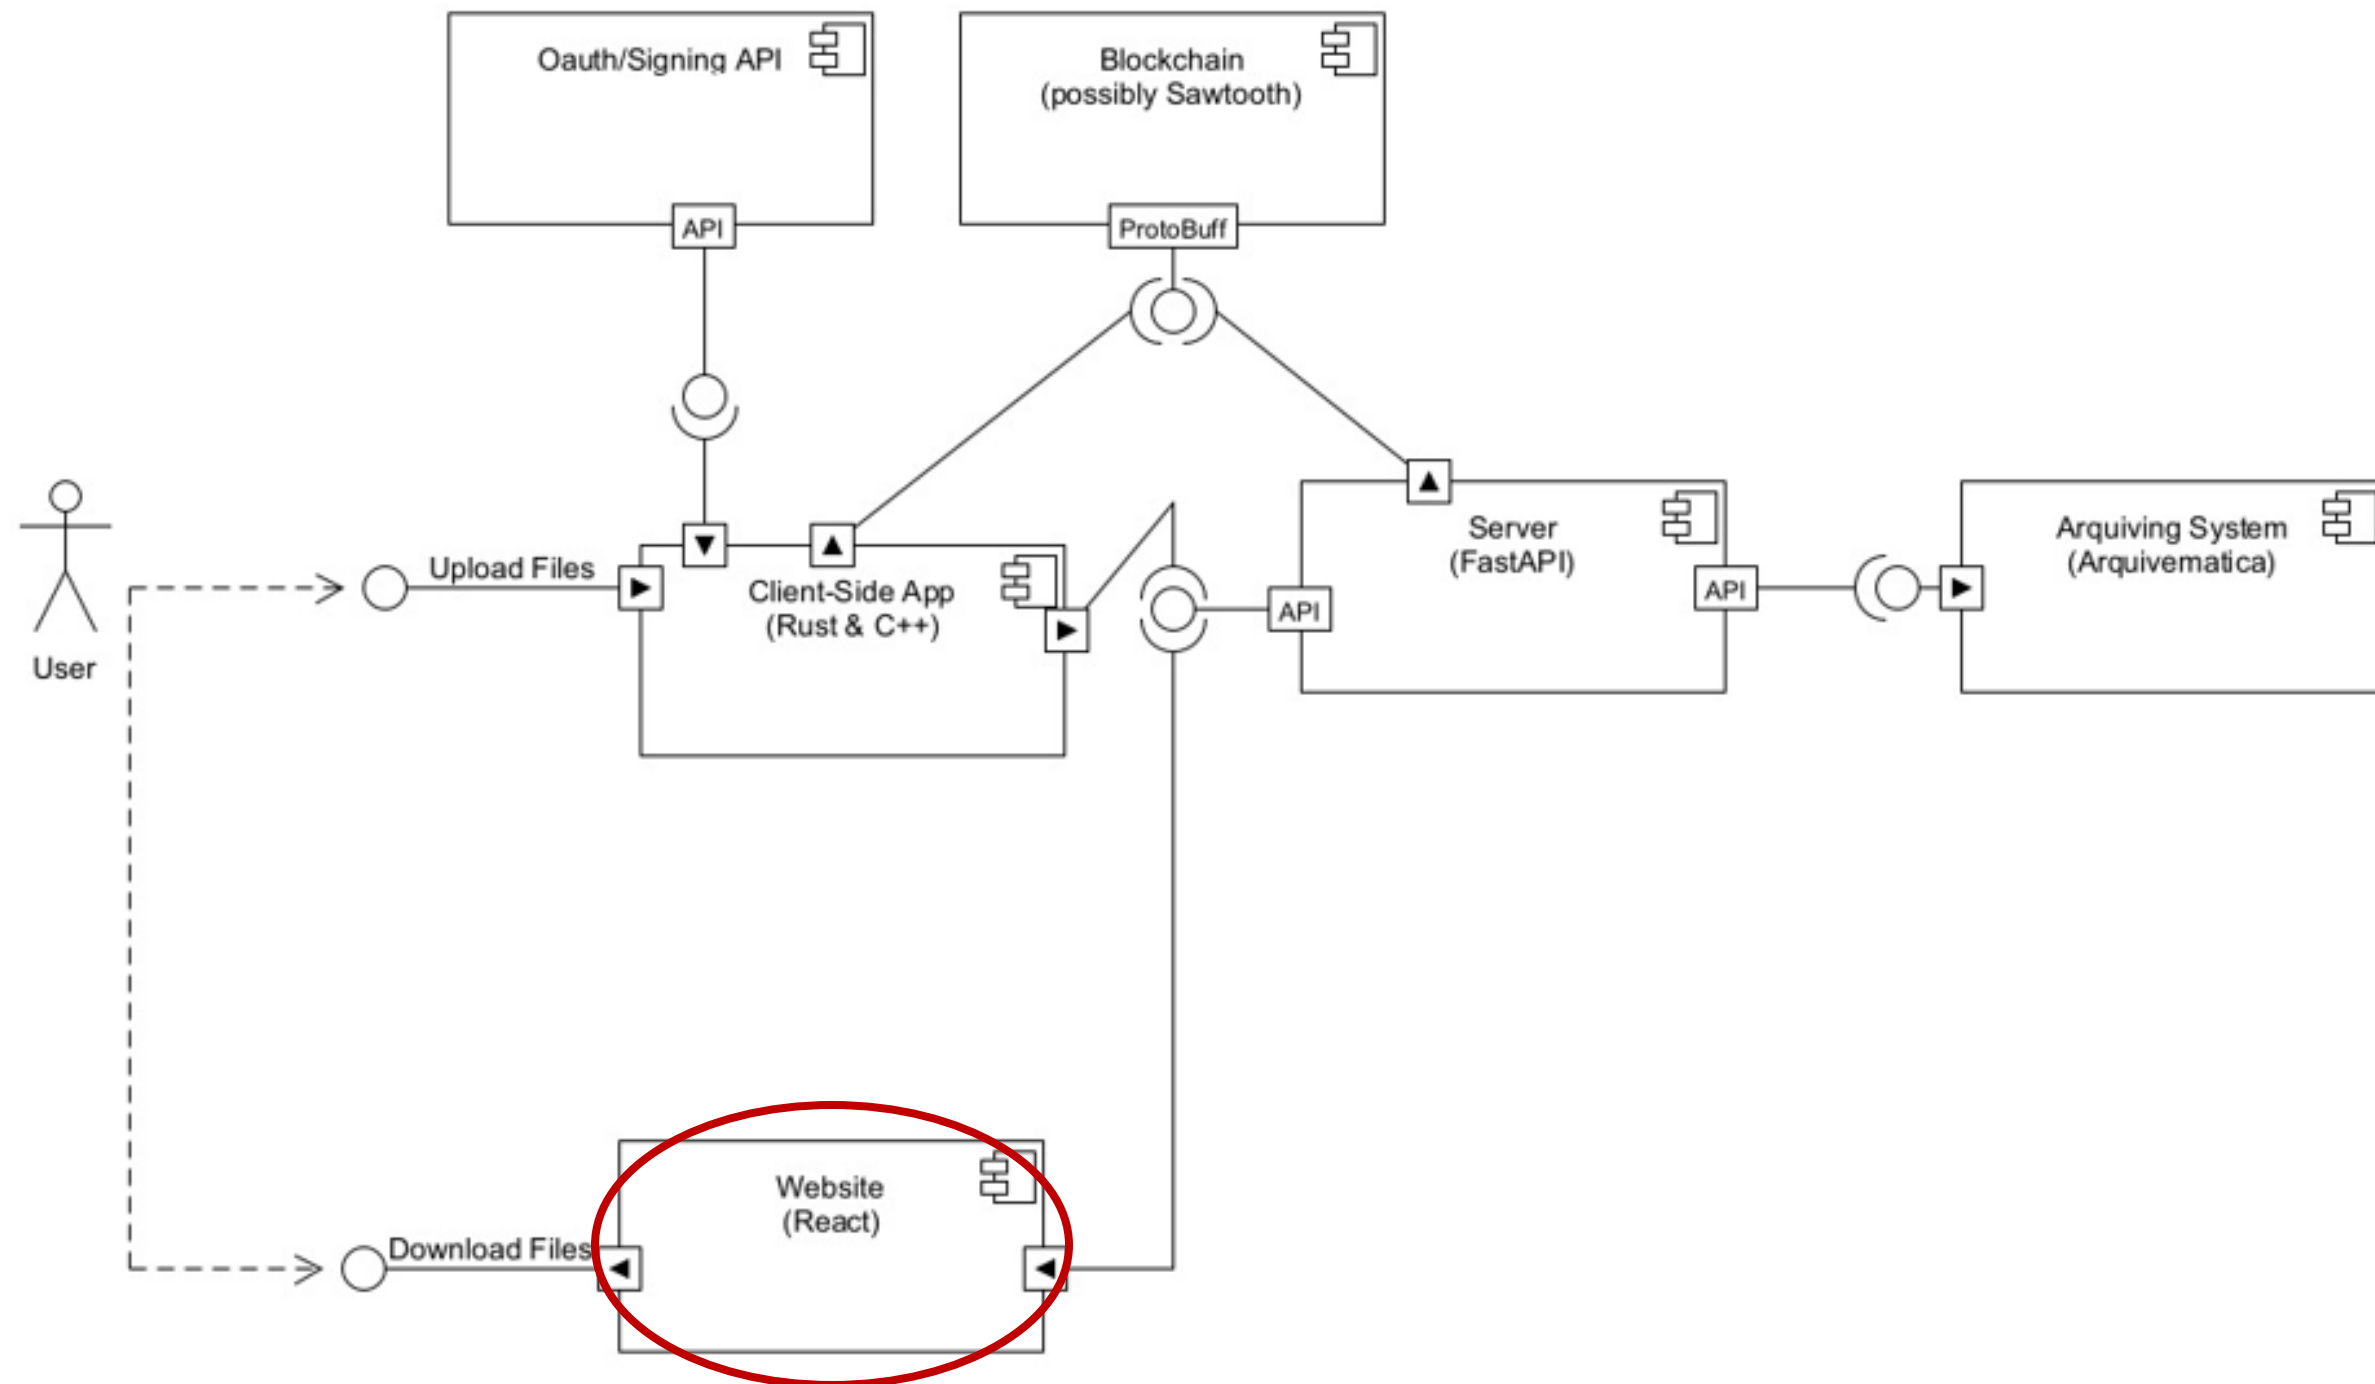 Oauth/Signing API
API
Blockchain
(possibly Sawtooth)
ProtoBuff
User
Upload Files
Client-Side App
(Rust & C++)
API
Server
(FastAPI)
API
Arquiving System
(Arquivematica)
Download Files
Website
(React)